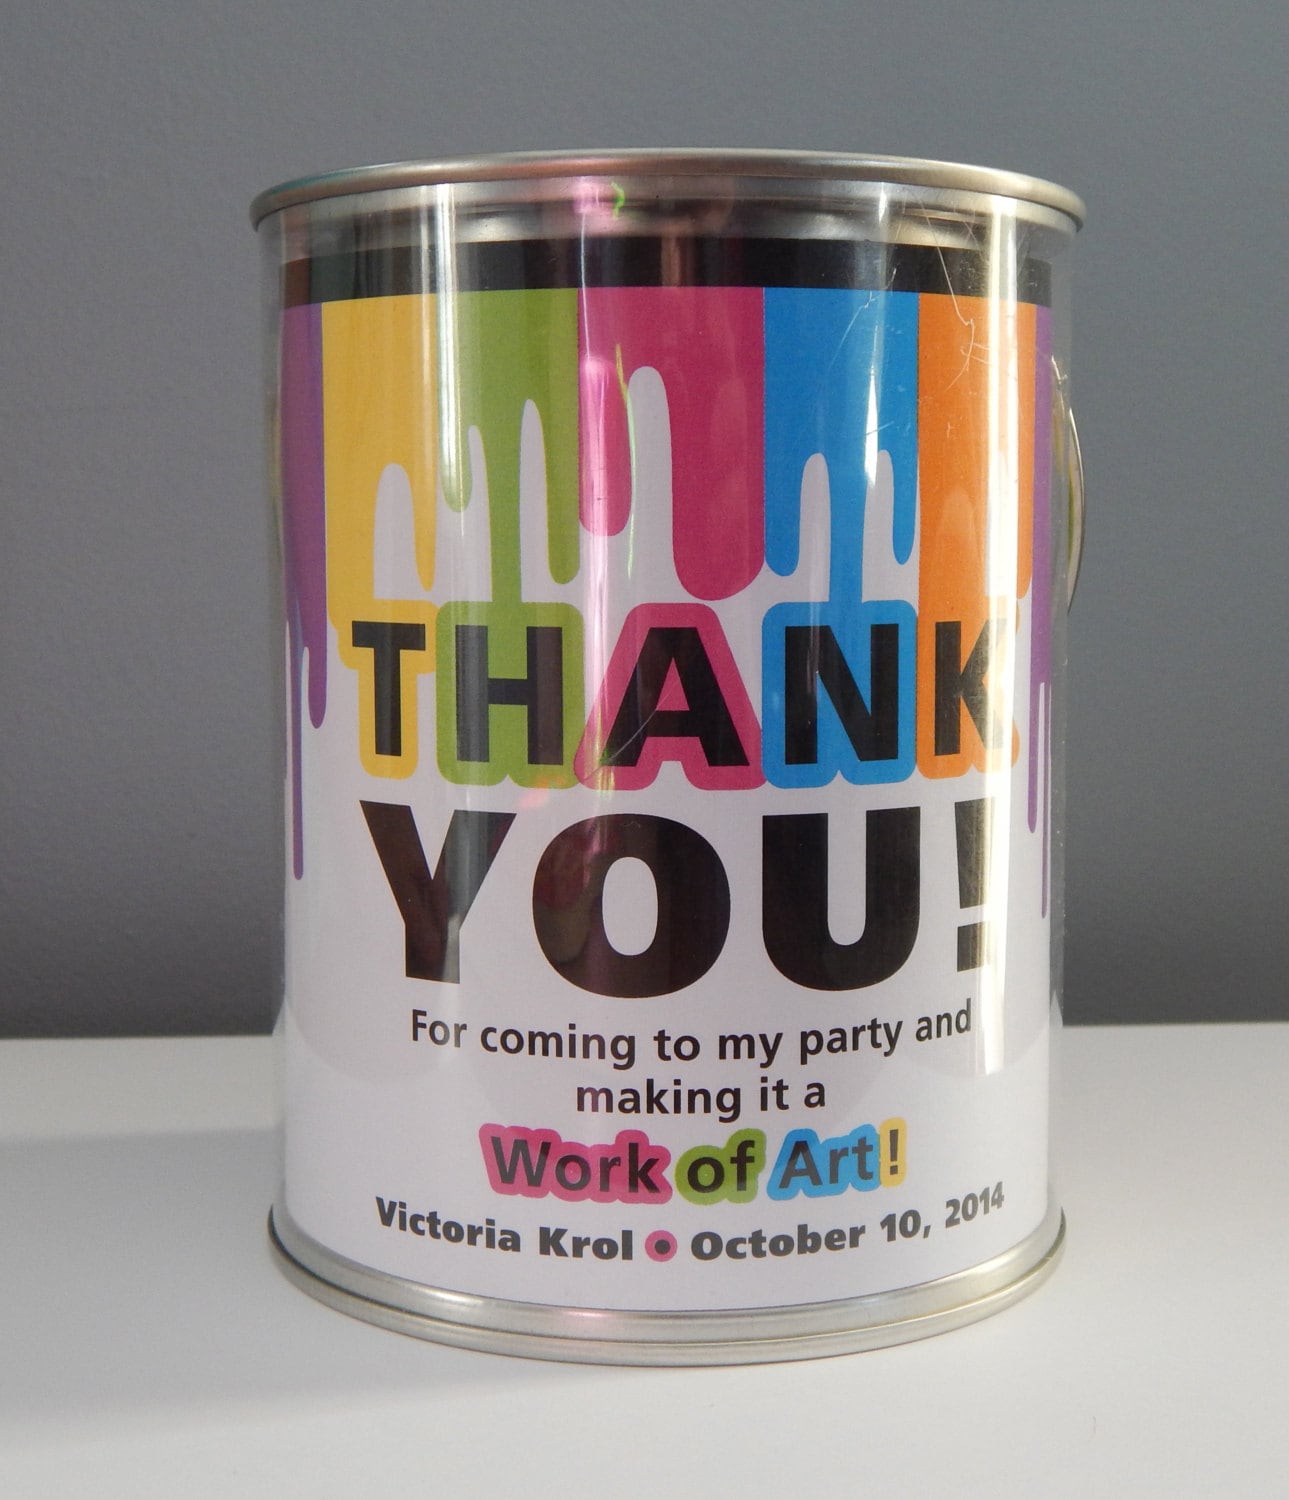 THANK
YOU!
For coming to my party and
making it a
Work of Art!
Victoria Krol • October 10, 2014